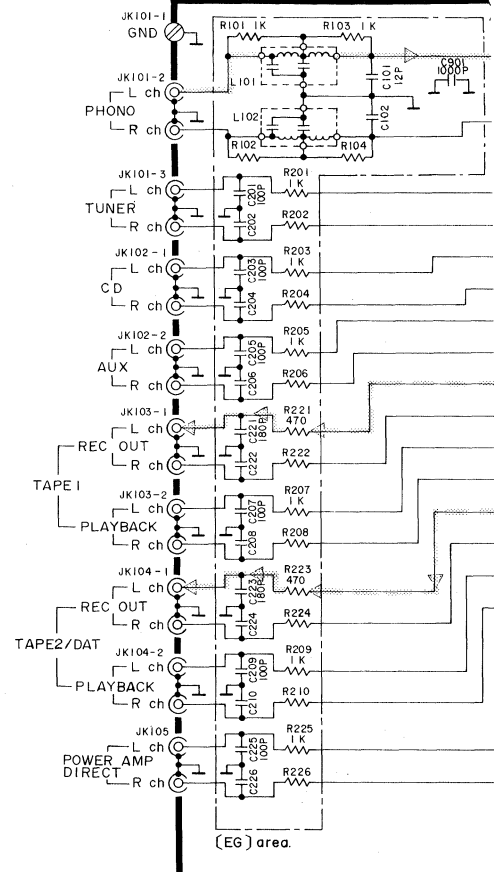 JK101-1
GND
R101 1K
R103 1K
JK101-2
L ch
PHONO
R ch
L101
C101
12P
C901
1000P
L102
C102
R102
R104
JK101-3
L ch
TUNER
R ch
C201
100P
C202
R201
1K
R202
JK102-1
L ch
CD
R ch
C203
100P
C204
R203
1K
R204
JK102-2
L ch
AUX
R ch
C205
100P
C206
R205
1K
R206
JK103-1
L ch
REC OUT
R ch
C221
180P
C222
R221
470
R222
TAPE1
JK103-2
L ch
PLAYBACK
R ch
C207
100P
C208
R207
1K
R208
JK104-1
L ch
REC OUT
R ch
C223
180P
C224
R223
470
R224
TAPE2/DAT
JK104-2
L ch
PLAYBACK
R ch
C209
100P
C210
R209
1K
R210
JK105
L ch
POWER AMP
DIRECT
R ch
C225
100P
C226
R225
1K
R226
[EG] area.